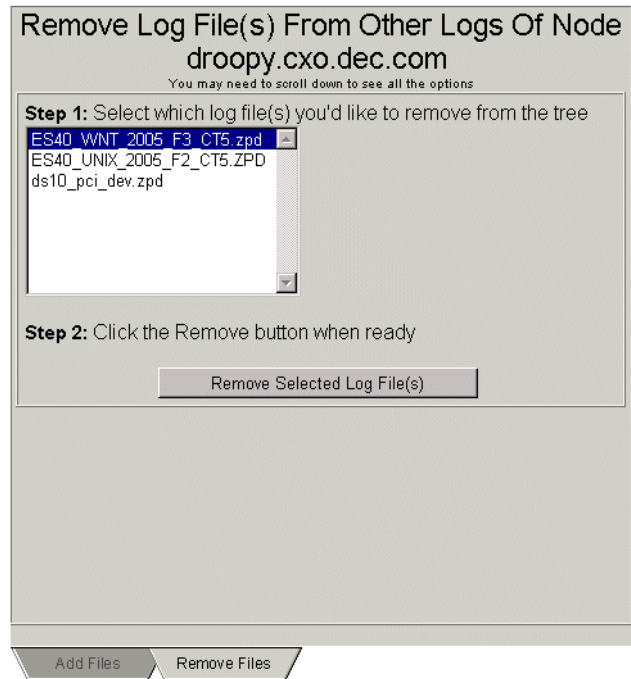 Remove Log File(s) From Other Logs Of Node
droopy.cxo.dec.com
You may need to scroll down to see all the options
Step 1: Select which log file(s) you'd like to remove from the tree
ES40_WNT_2005_F3_CT5.zpd
ES40_UNIX_2005_F2_CT5.ZPD
ds10_pci_dev.zpd
Step 2: Click the Remove button when ready
Remove Selected Log File(s)
Add Files Remove Files